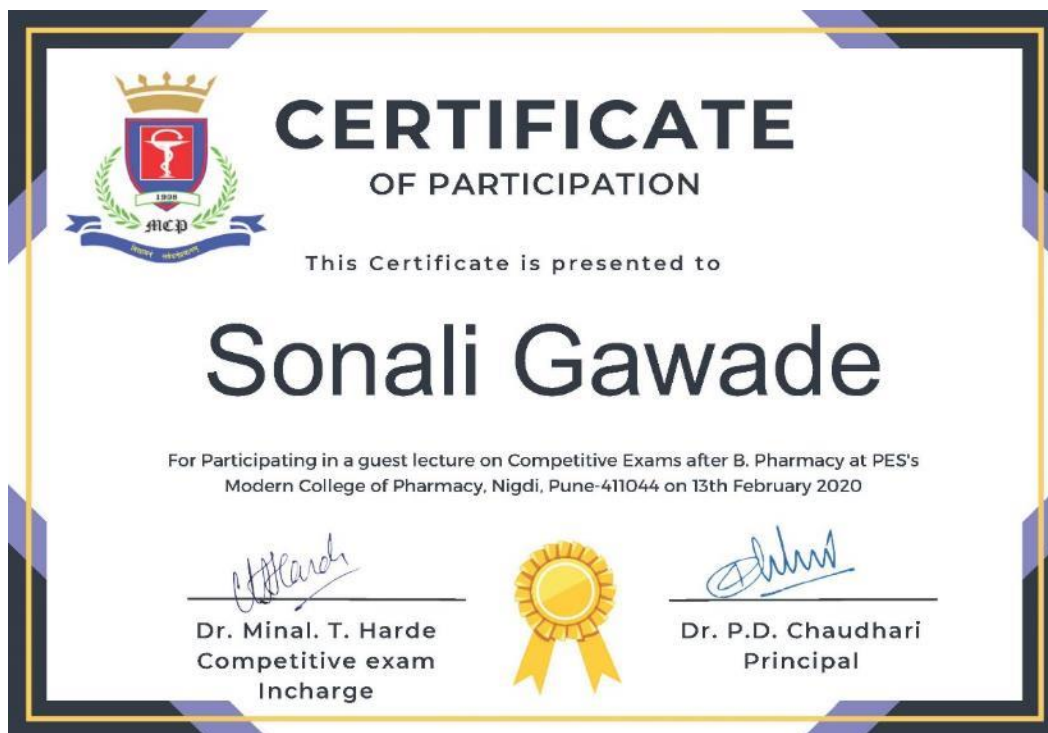 CERTIFICATE
OF PARTICIPATION
1998
MCP
This Certificate is presented to
Sonali Gawade
For Participating in a guest lecture on Competitive Exams after B. Pharmacy at PES's
Modern College of Pharmacy, Nigdi, Pune-411044 on 13th February 2020
Dr. Minal. T. Harde
Competitive exam
Incharge
Dr. P.D. Chaudhari
Principal